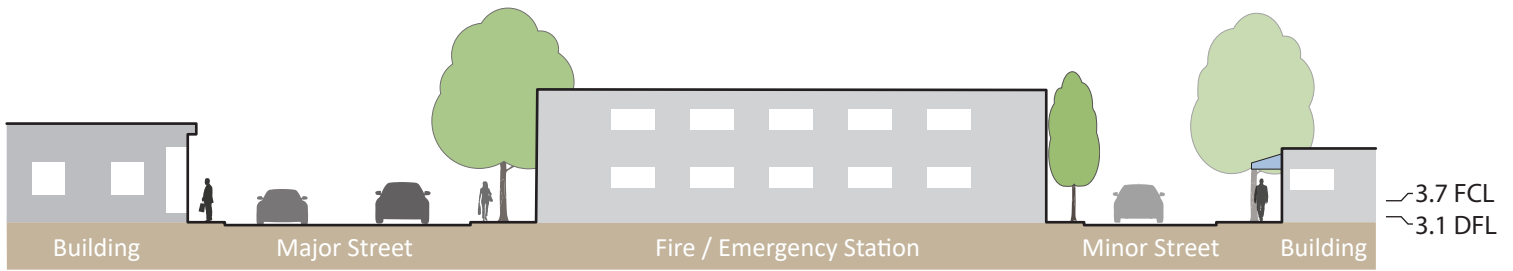 3.7 FCL
3.1 DFL
Building Major Street Fire / Emergency Station Minor Street Building